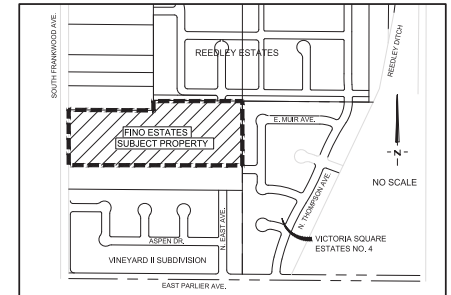 SOUTH FRANKWOOD AVE.
REEDLEY ESTATES
REEDLEY DITCH
FINO ESTATES
SUBJECT PROPERTY
E. MUIR AVE.
N
NO SCALE
N. THOMPSON AVE.
N. EAST AVE.
ASPEN DR.
VINEYARD II SUBDIVISION
VICTORIA SQUARE
ESTATES NO. 4
EAST PARLIER AVE.